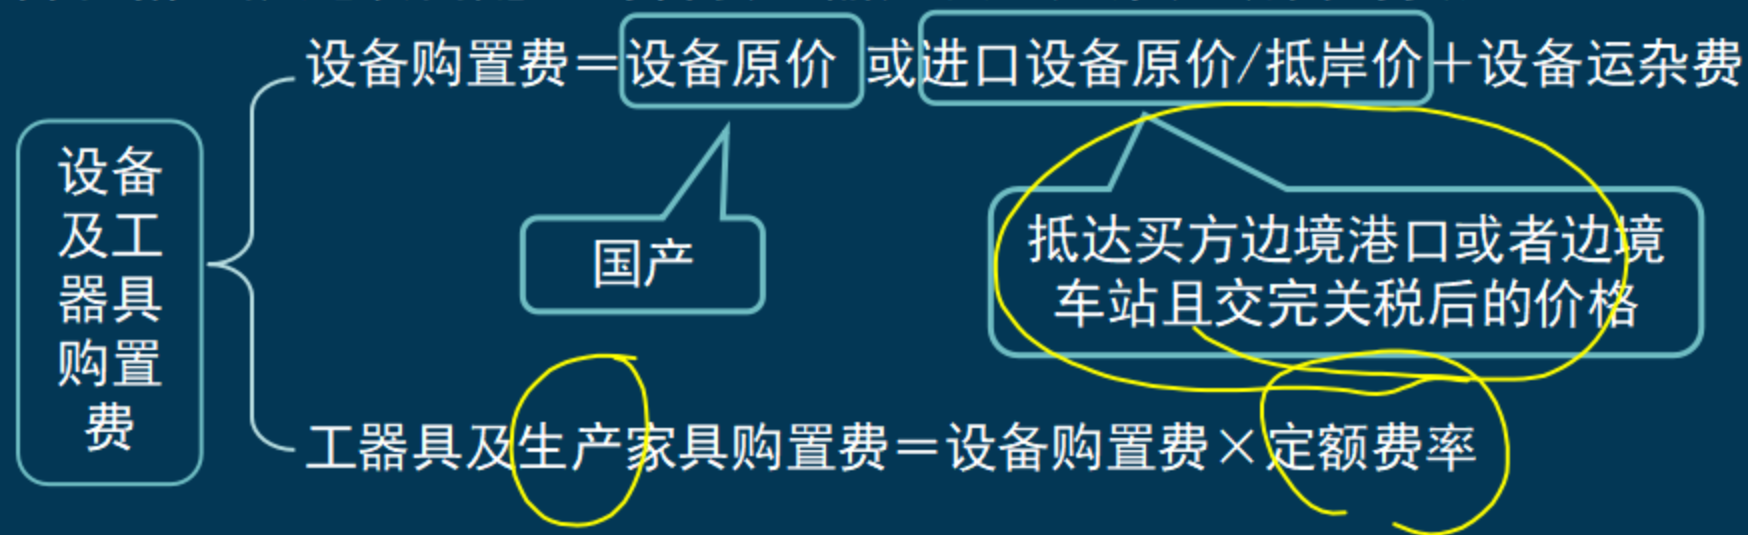 设备购置费＝设备原价 或进口设备原价/抵岸价＋设备运杂费
设备
及工
器具
购置
费
国产
抵达买方边境港口或者边境
车站且交完关税后的价格
工器具及生产家具购置费＝设备购置费×定额费率